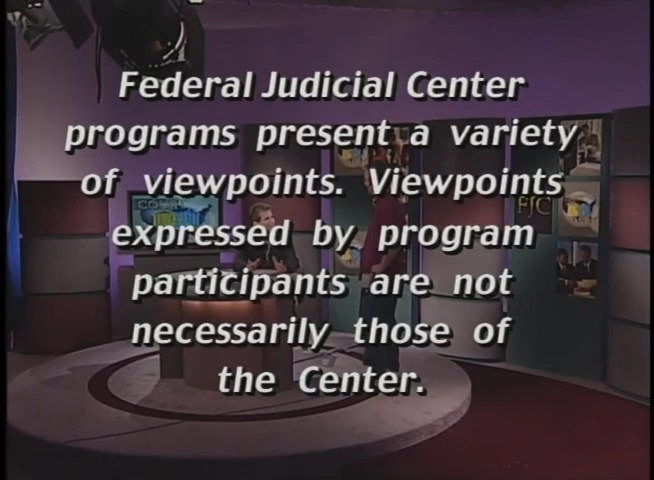 Federal Judicial Center
programs present a variety
of viewpoints. Viewpoints
expressed by program
participants are not
necessarily those of
the Center.
FJC